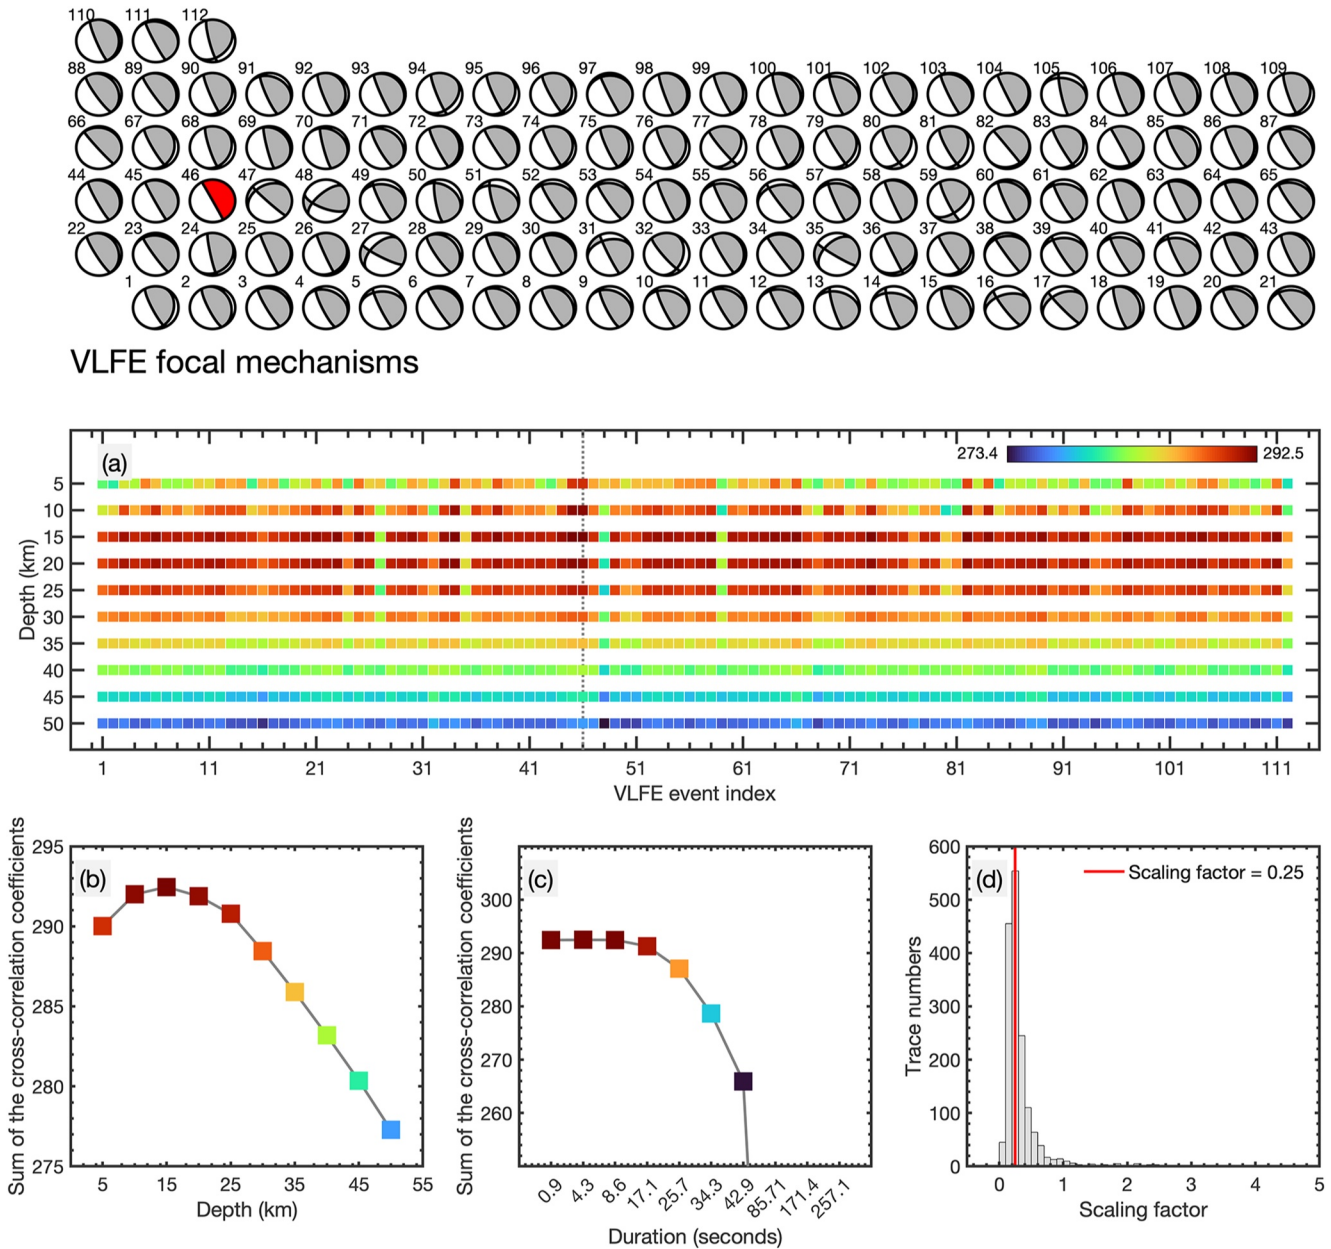 110 111 112
88 89 90 91 92 93 94 95 96 97 98 99 100 101 102 103 104 105 106 107 108 109
66 67 68 69 70 71 72 73 74 75 76 77 78 79 80 81 82 83 84 85 86 87
44 45 46 47 48 49 50 51 52 53 54 55 56 57 58 59 60 61 62 63 64 65
22 23 24 25 26 27 28 29 30 31 32 33 34 35 36 37 38 39 40 41 42 43
1 2 3 4 5 6 7 8 9 10 11 12 13 14 15 16 17 18 19 20 21
VLFE focal mechanisms
(a)
273.4 292.5
Depth (km)
5
10
15
20
25
30
35
40
45
50
1 11 21 31 41 51 61 71 81 91 101 111
VLFE event index
(b)
Sum of the cross-correlation coefficients
295
290
285
280
275
5 15 25 35 45 55
Depth (km)
(c)
Sum of the cross-correlation coefficients
300
290
280
270
260
0.9 4.3 8.6 17.1 25.7 34.3 42.9 85.71 171.4 257.1
Duration (seconds)
(d)
Scaling factor = 0.25
Trace numbers
600
500
400
300
200
100
0
0 1 2 3 4 5
Scaling factor